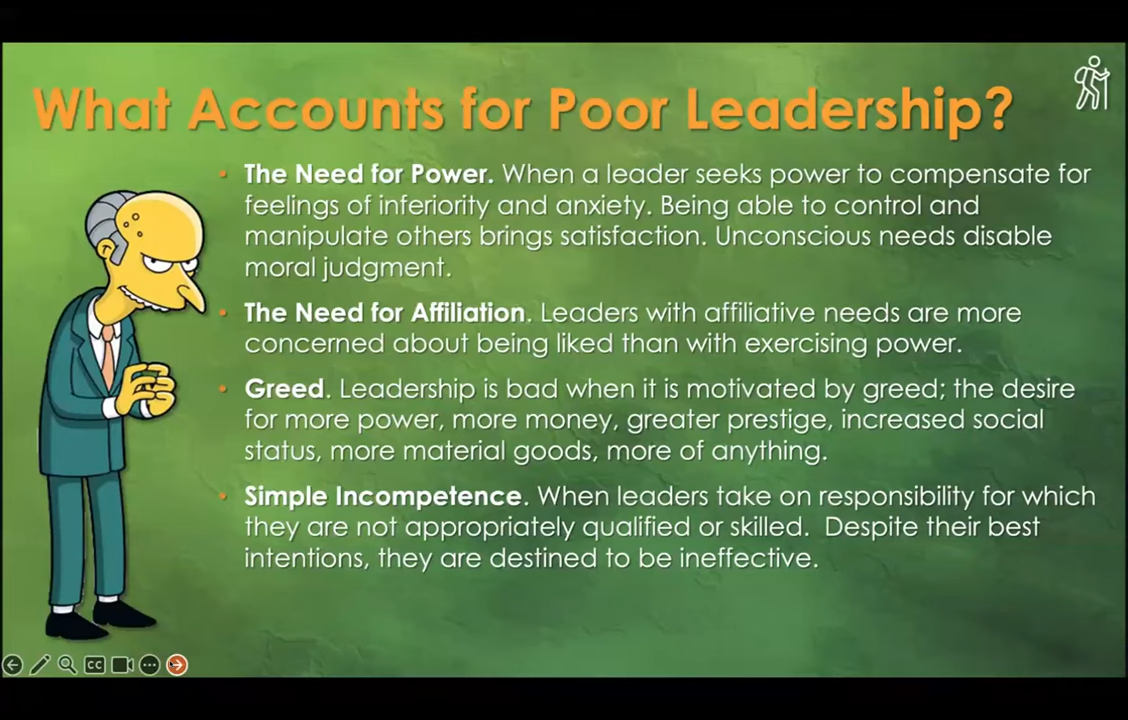 What Accounts for Poor Leadership?
• The Need for Power. When a leader seeks power to compensate for
feelings of inferiority and anxiety. Being able to control and
manipulate others brings satisfaction. Unconscious needs disable
moral judgment.
• The Need for Affiliation. Leaders with affiliative needs are more
concerned about being liked than with exercising power.
• Greed. Leadership is bad when it is motivated by greed; the desire
for more power, more money, greater prestige, increased social
status, more material goods, more of anything.
• Simple Incompetence. When leaders take on responsibility for which
they are not appropriately qualified or skilled.  Despite their best
intentions, they are destined to be ineffective.
CC